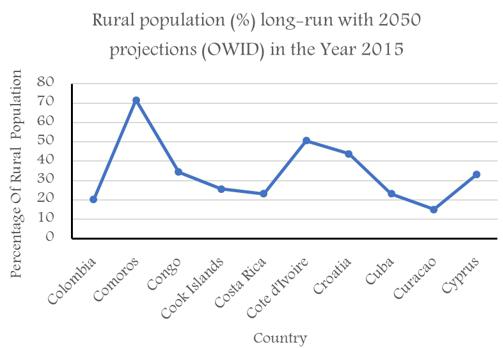 Rural population (%) long-run with 2050
projections (OWID) in the Year 2015
Percentage Of Rural Population
80
70
60
50
40
30
20
10
0
Colombia
Comoros
Congo
Cook Islands
Costa Rica
Cote d'Ivoire
Croatia
Cuba
Curacao
Cyprus
Country